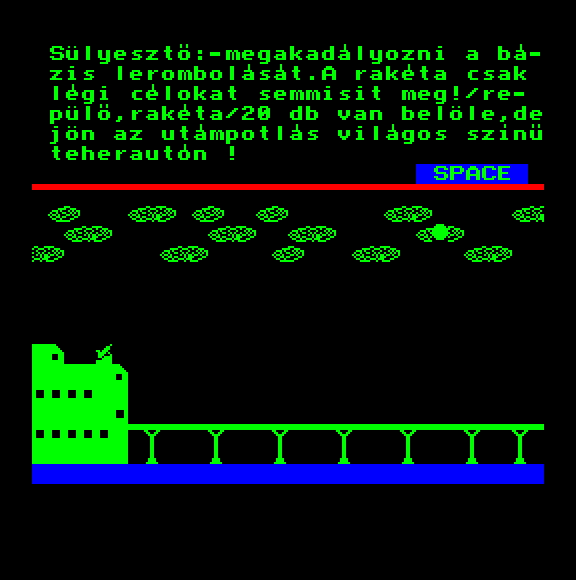 Sülyesztö:-megakadályozni a bá-
zis lerombolását.A rakéta csak
légi célokat semmisit meg!/re-
pülö,rakéta/20 db van belöle,de
jön az utámpotlás világos szinü
teherautón !
SPACE